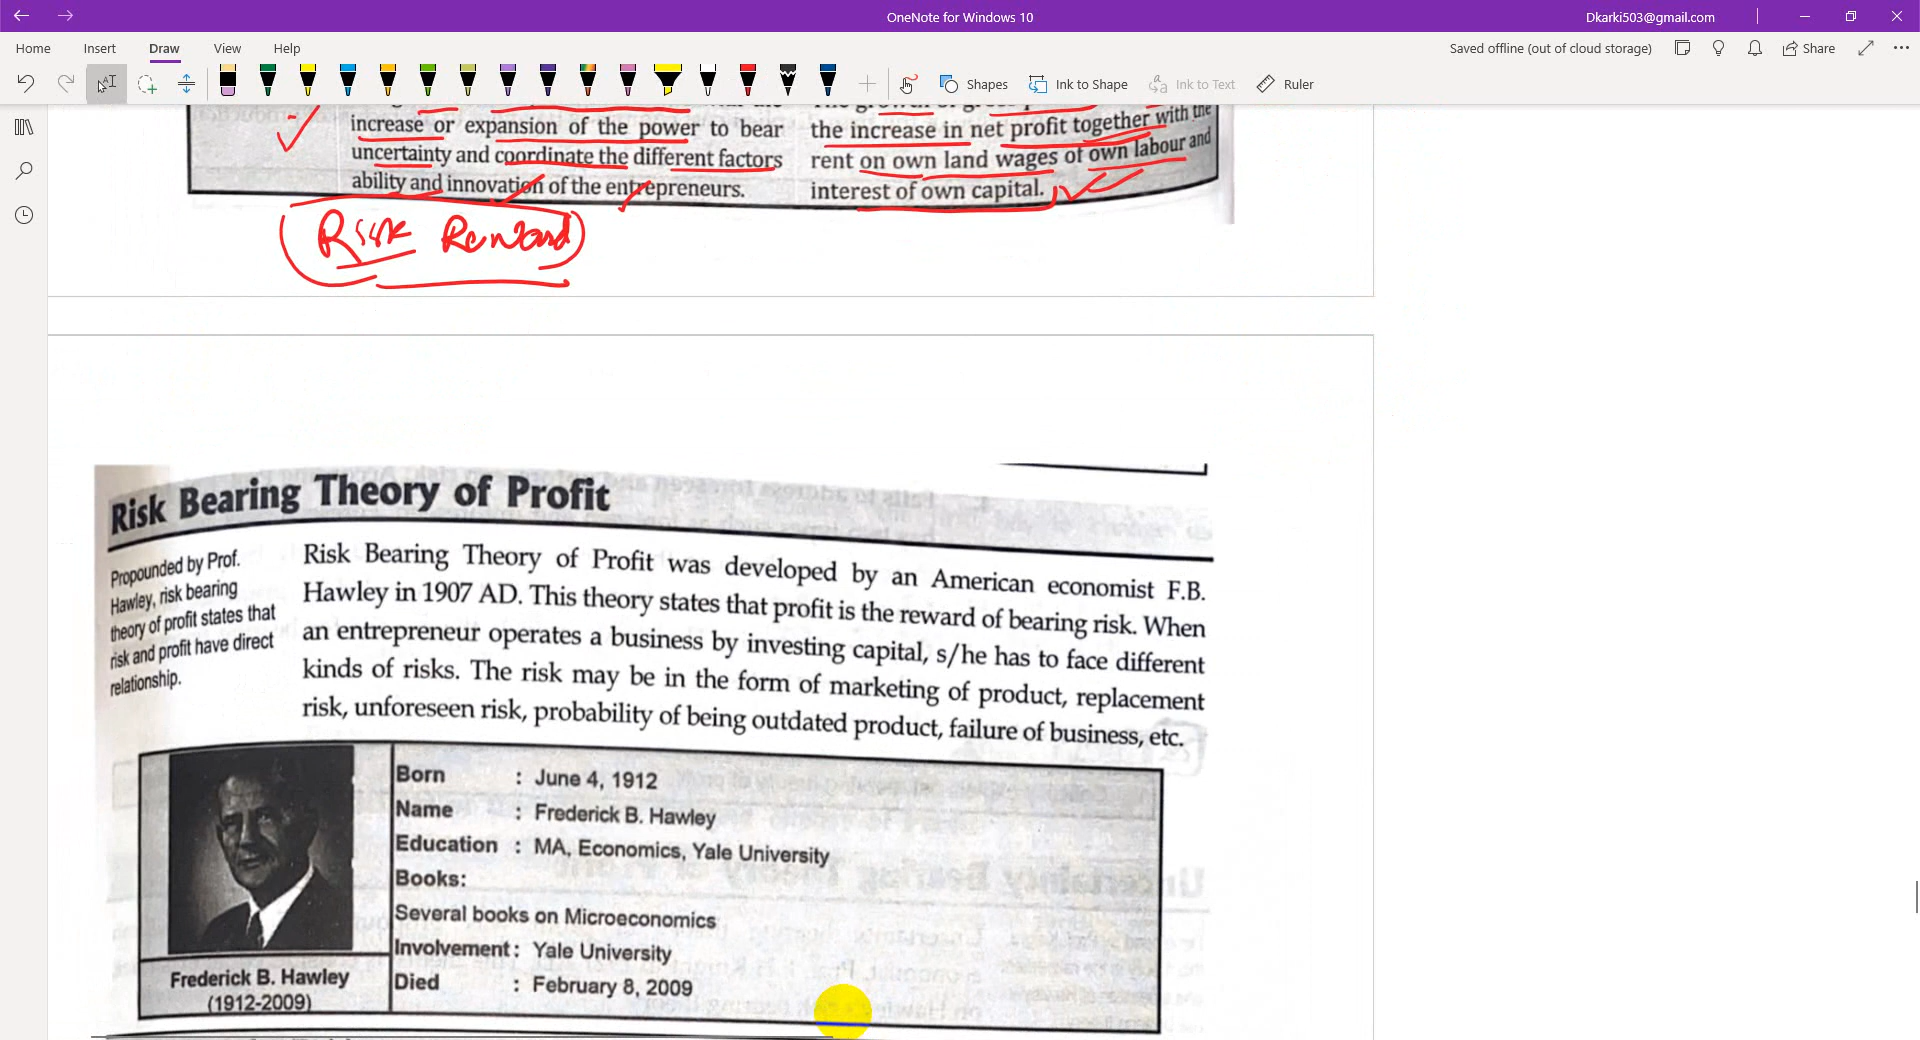 OneNote for Windows 10
Dkarki503@gmail.com
Home Insert Draw View Help
Saved offline (out of cloud storage)
Share
Shapes
Ink to Shape
Ink to Text
Ruler
increase or expansion of the power to bear
uncertainty and coordinate the different factors
ability and innovation of the entrepreneurs.
the increase in net profit together with the
rent on own land wages of own labour and
interest of own capital.
Risk Reward
Risk Bearing Theory of Profit
Propounded by Prof.
Hawley, risk bearing
theory of profit states that
risk and profit have direct
relationship.
Risk Bearing Theory of Profit was developed by an American economist F.B.
Hawley in 1907 AD. This theory states that profit is the reward of bearing risk. When
an entrepreneur operates a business by investing capital, s/he has to face different
kinds of risks. The risk may be in the form of marketing of product, replacement
risk, unforeseen risk, probability of being outdated product, failure of business, etc.
Born : June 4, 1912
Name : Frederick B. Hawley
Education : MA, Economics, Yale University
Books:
Several books on Microeconomics
Involvement : Yale University
Died : February 8, 2009
Frederick B. Hawley
(1912-2009)